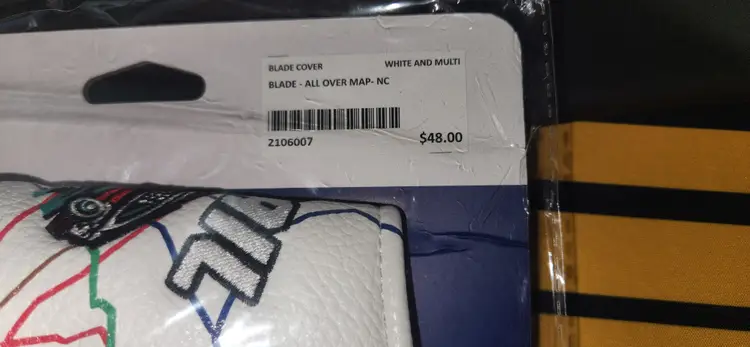 BLADE COVER WHITE AND MULTI
BLADE - ALL OVER MAP- NC
2106007 $48.00